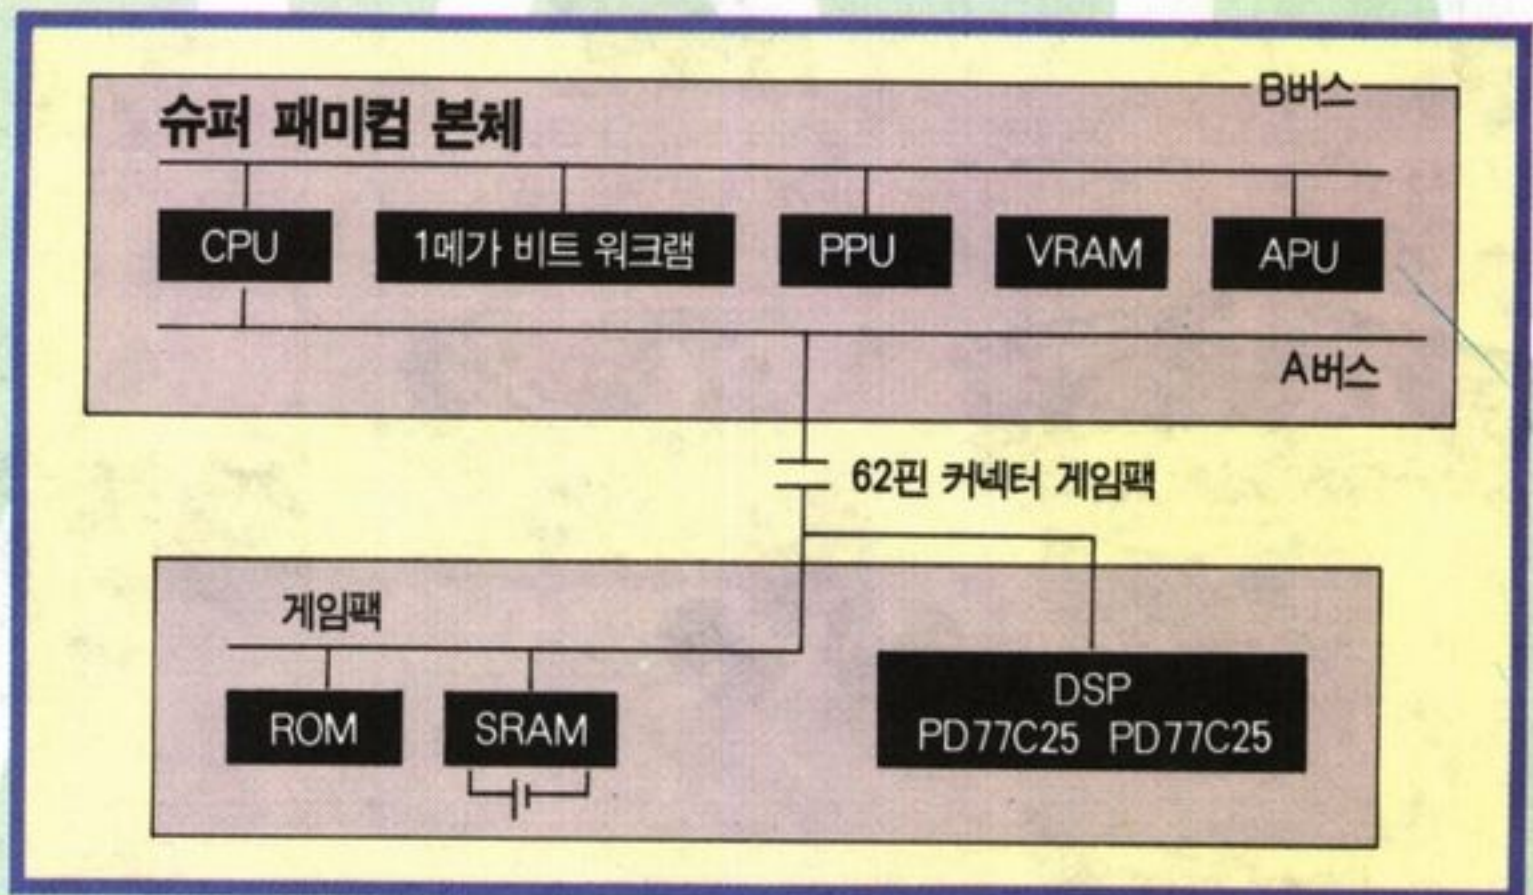 B버스
슈퍼 패미컴 본체
CPU
1메가 비트 워크램
PPU
VRAM
APU
A버스
62핀 커넥터 게임팩
게임팩
ROM
SRAM
DSP
PD77C25 PD77C25